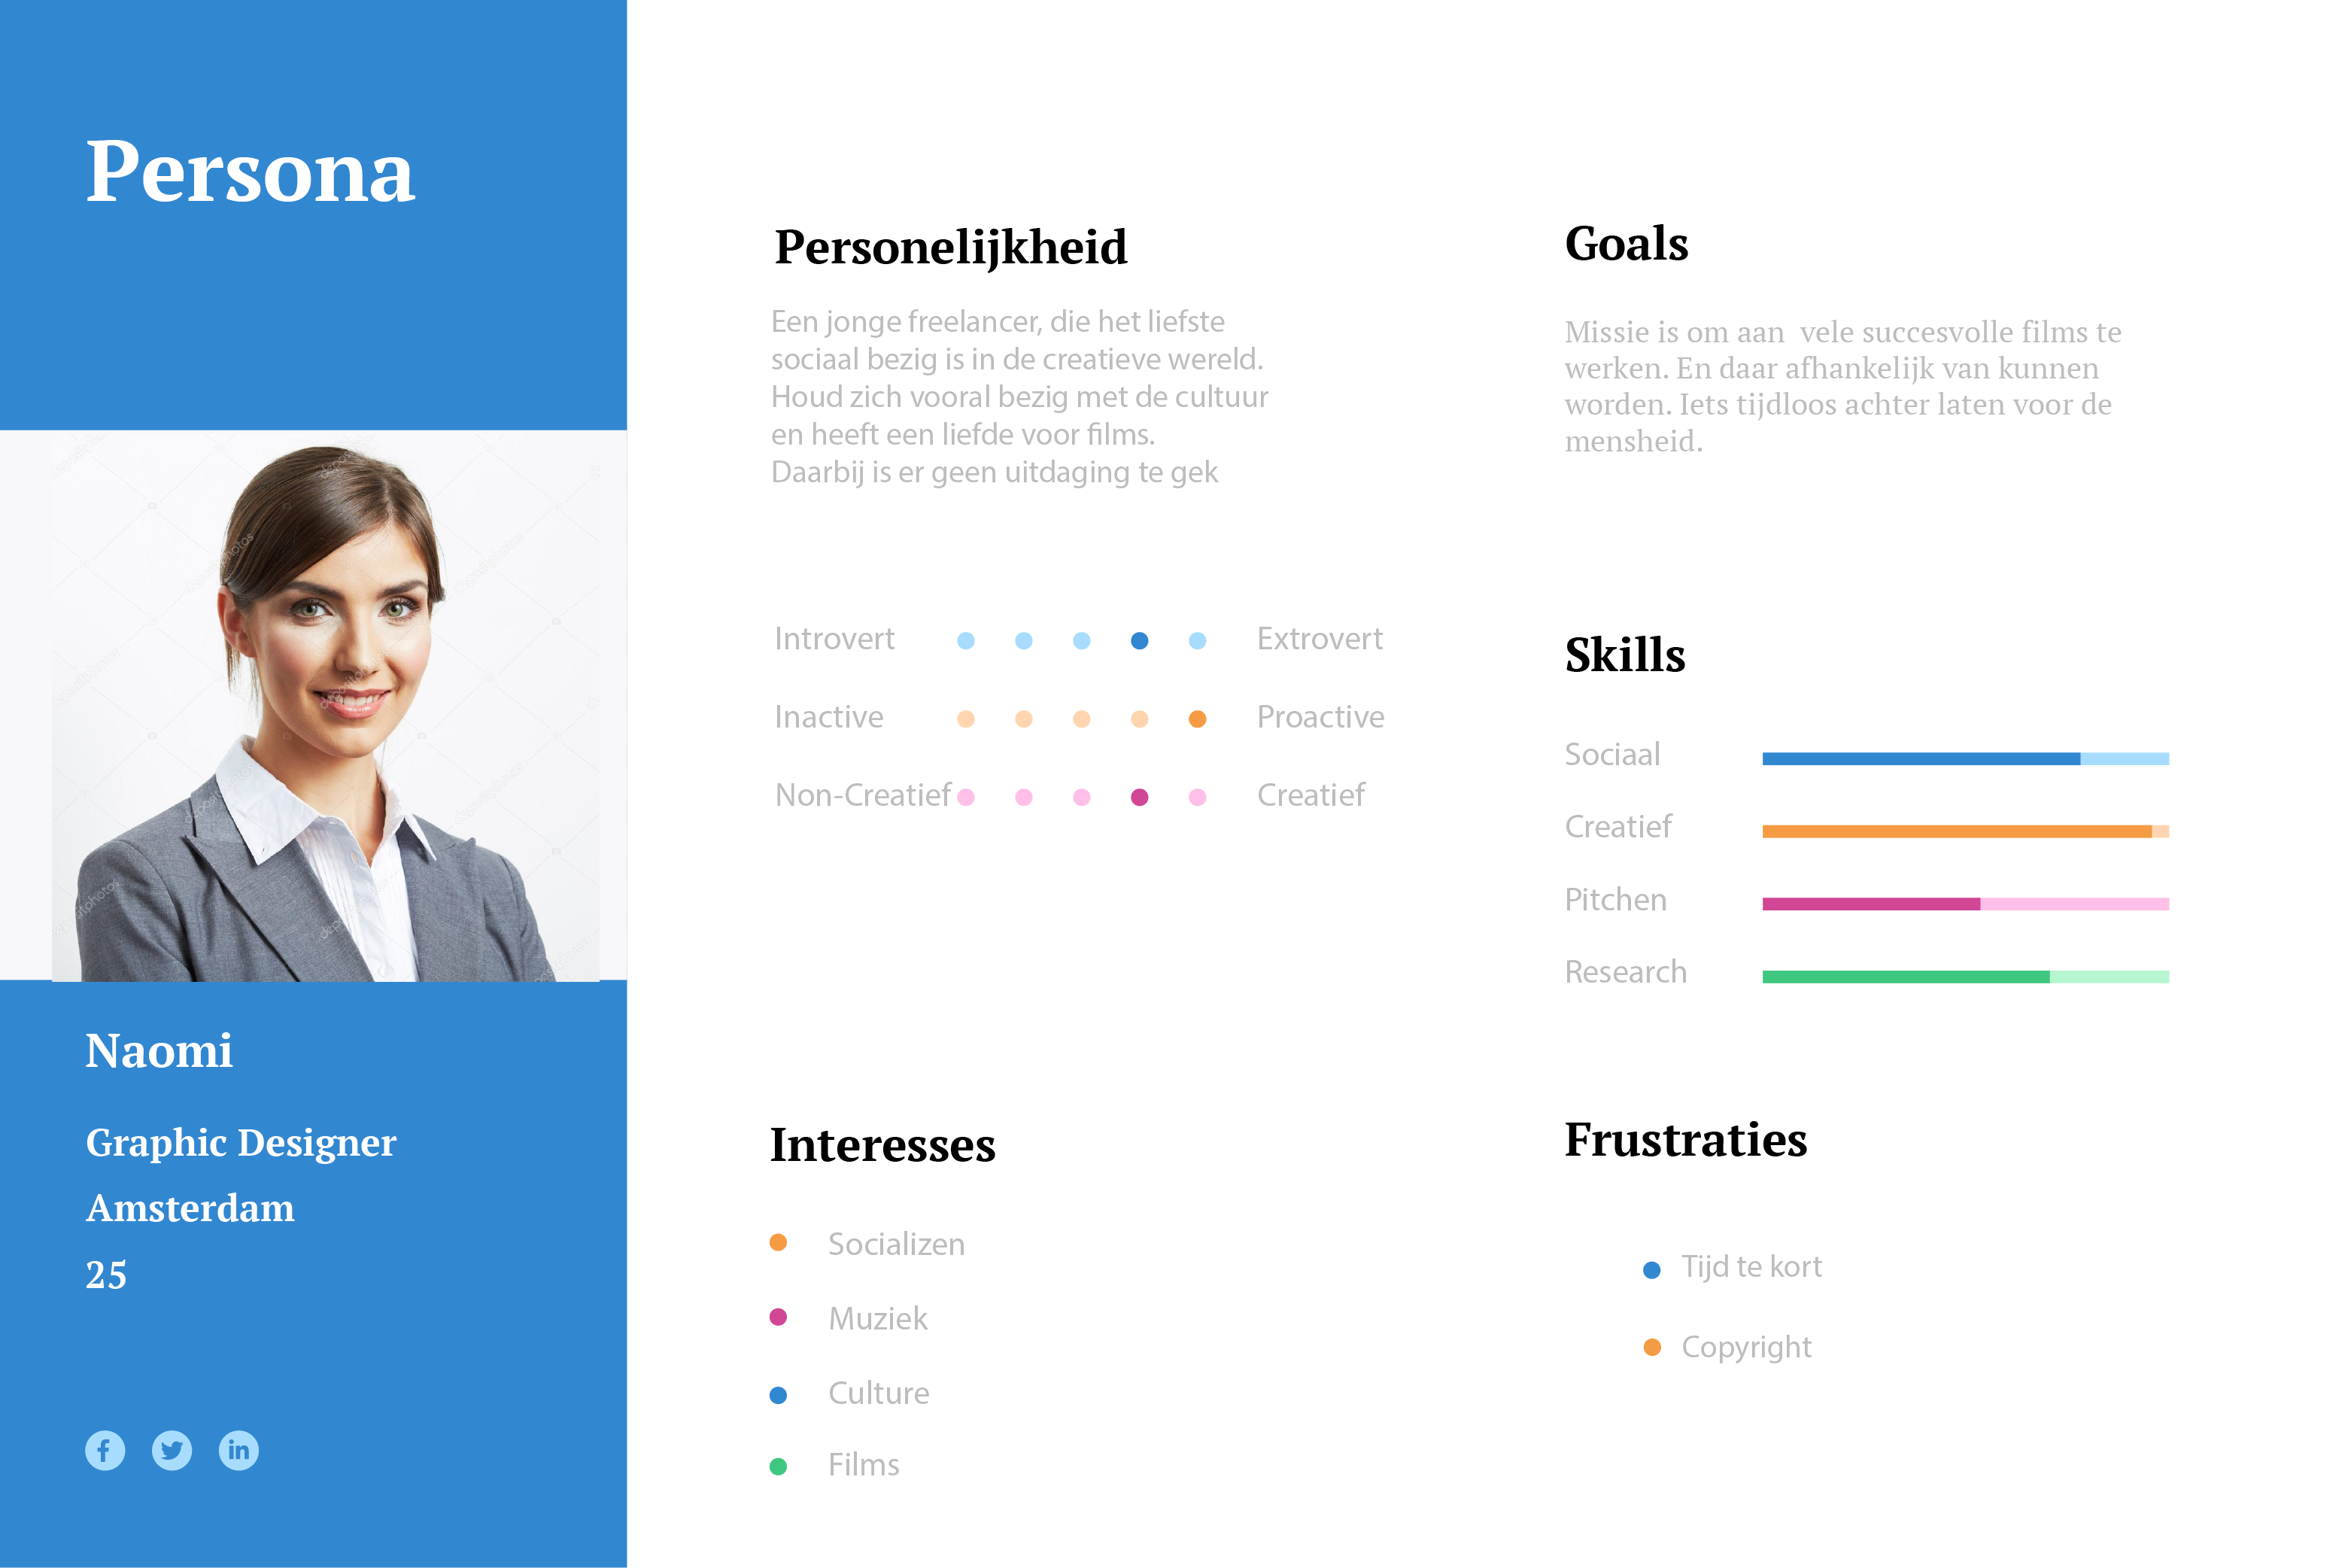 Persona
Naomi
Graphic Designer
Amsterdam
25
Personelijkheid
Een jonge freelancer, die het liefste
sociaal bezig is in de creatieve wereld.
Houd zich vooral bezig met de cultuur
en heeft een liefde voor films.
Daarbij is er geen uitdaging te gek
Introvert Extrovert
Inactive Proactive
Non-Creatief Creatief
Interesses
Socializen
Muziek
Culture
Films
Goals
Missie is om aan vele succesvolle films te
werken. En daar afhankelijk van kunnen
worden. Iets tijdloos achter laten voor de
mensheid.
Skills
Sociaal
Creatief
Pitchen
Research
Frustraties
Tijd te kort
Copyright
depositphotos